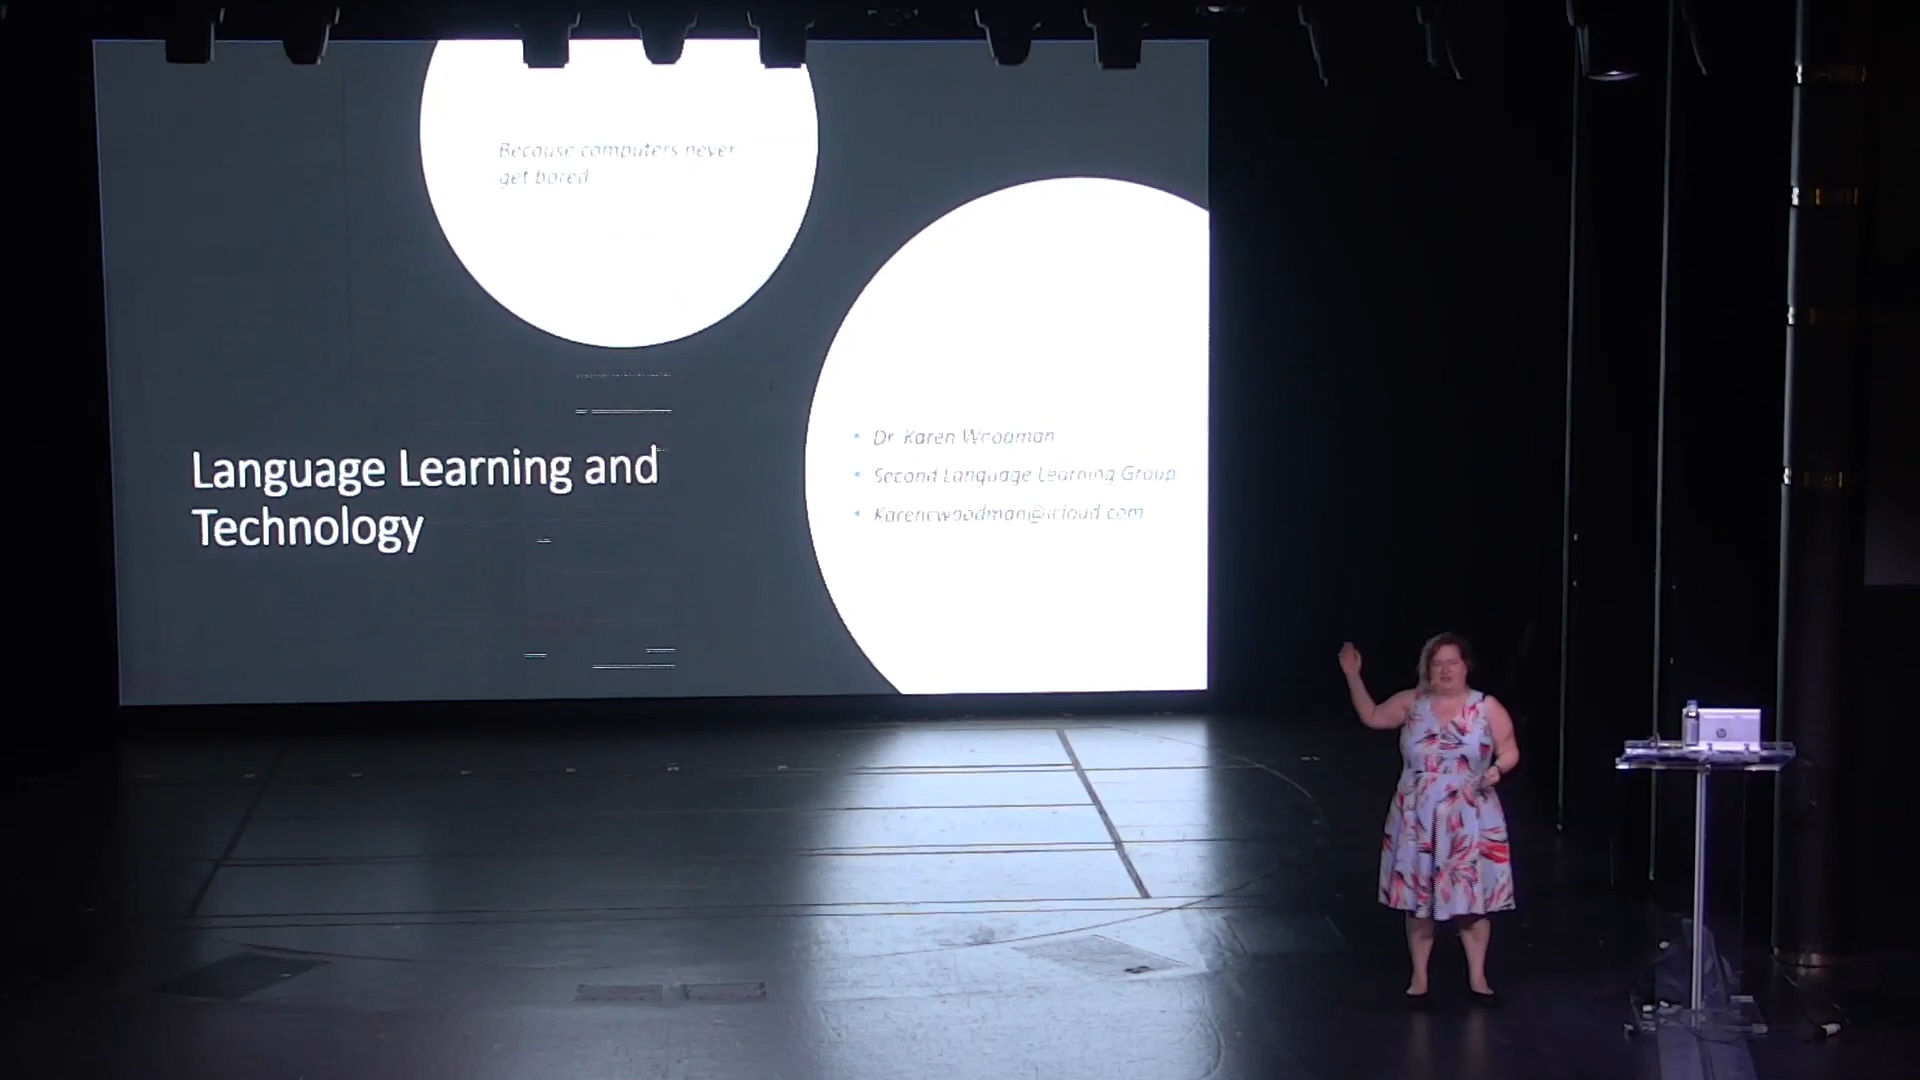 Because computers never
get bored
Language Learning and
Technology
• Dr. Karen Woodman
• Second Language Learning Group
• Karencwoodman@icloud.com